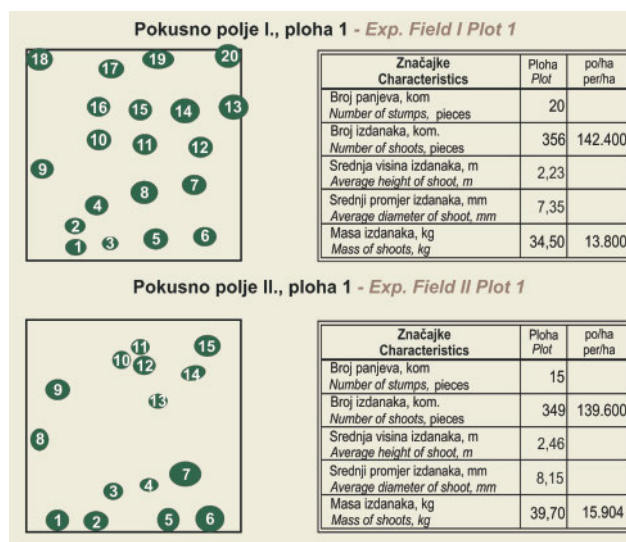 Pokusno polje I., ploha 1 - Exp. Field I Plot 1
18
17
19
20
16
15
14
13
10
11
12
9
8
7
4
2
1
3
5
6
Značajke Ploha po/ha
Characteristics Plot per/ha
Broj panjeva, kom
Number of stumps, pieces 20
Broj izdanaka, kom.
Number of shoots, pieces 356 142.400
Srednja visina izdanaka, m
Average height of shoot, m 2,23
Srednji promjer izdanaka, mm
Average diameter of shoot, mm 7,35
Masa izdanaka, kg
Mass of shoots, kg 34,50 13.800
Pokusno polje II., ploha 1 - Exp. Field II Plot 1
11
15
10
12
14
9
13
8
7
3
4
1
2
5
6
Značajke Ploha po/ha
Characteristics Plot per/ha
Broj panjeva, kom
Number of stumps, pieces 15
Broj izdanaka, kom.
Number of shoots, pieces 349 139.600
Srednja visina izdanaka, m
Average height of shoot, m 2,46
Srednji promjer izdanaka, mm
Average diameter of shoot, mm 8,15
Masa izdanaka, kg
Mass of shoots, kg 39,70 15.904